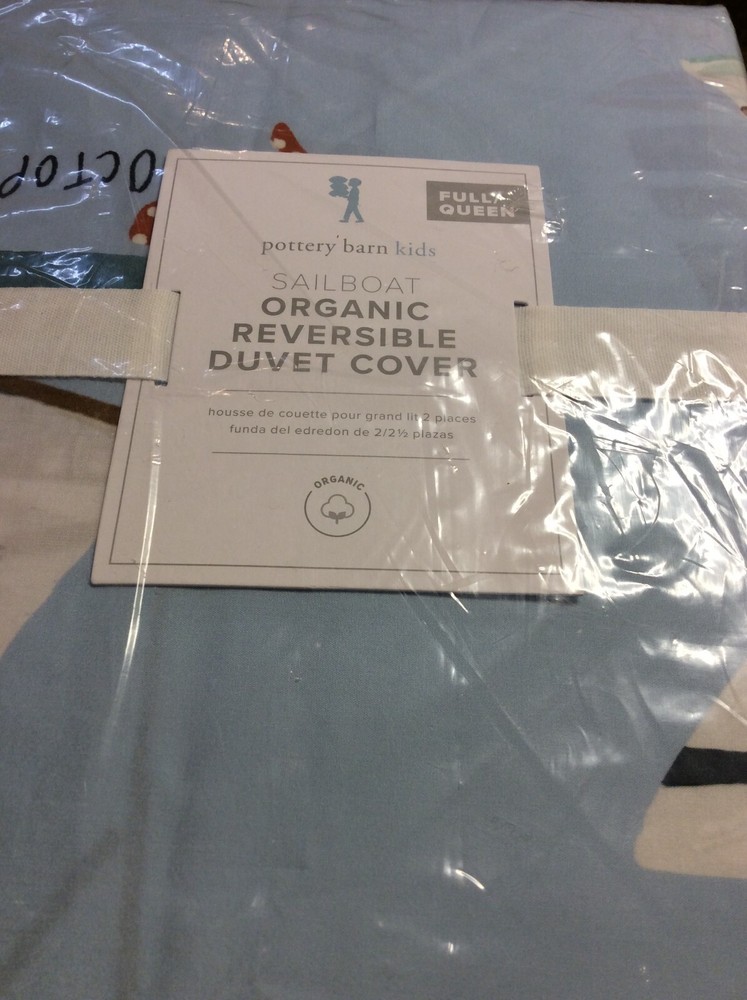 OCTOP
FULL/
QUEEN
pottery barn kids
SAILBOAT
ORGANIC
REVERSIBLE
DUVET COVER
housse de couette pour grand lit 2 places
funda del edredon de 2/2½ plazas
ORGANIC